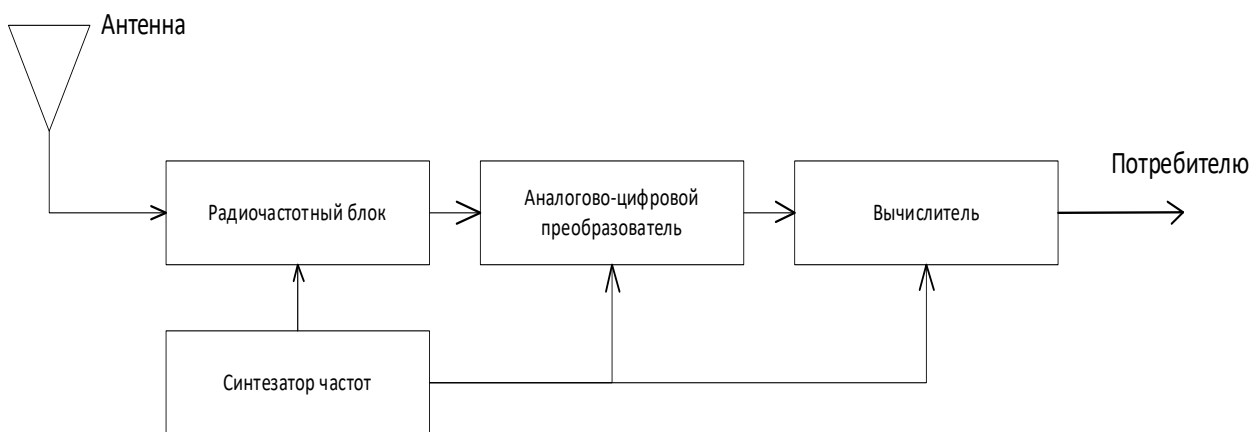 Антенна
Потребителю
Радиочастотный блок
Аналогово-цифровой
преобразователь
Вычислитель
Синтезатор частот